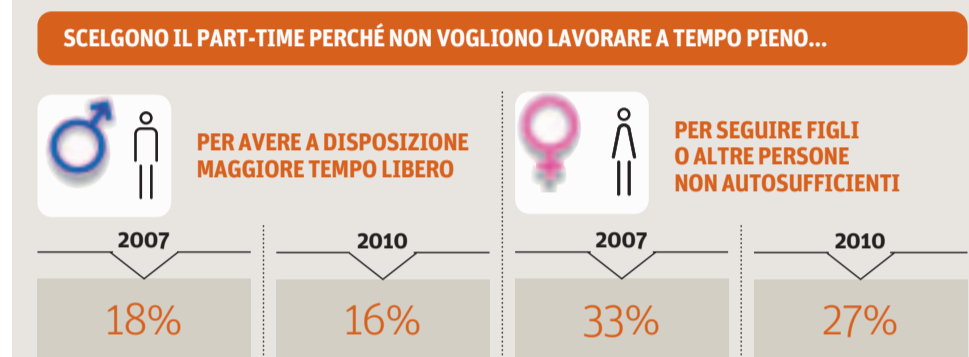 SCELGONO IL PART-TIME PERCHÉ NON VOGLIONO LAVORARE A TEMPO PIENO...
PER AVERE A DISPOSIZIONE
MAGGIORE TEMPO LIBERO
2007
2010
18%
16%
PER SEGUIRE FIGLI
O ALTRE PERSONE
NON AUTOSUFFICIENTI
2007
2010
33%
27%